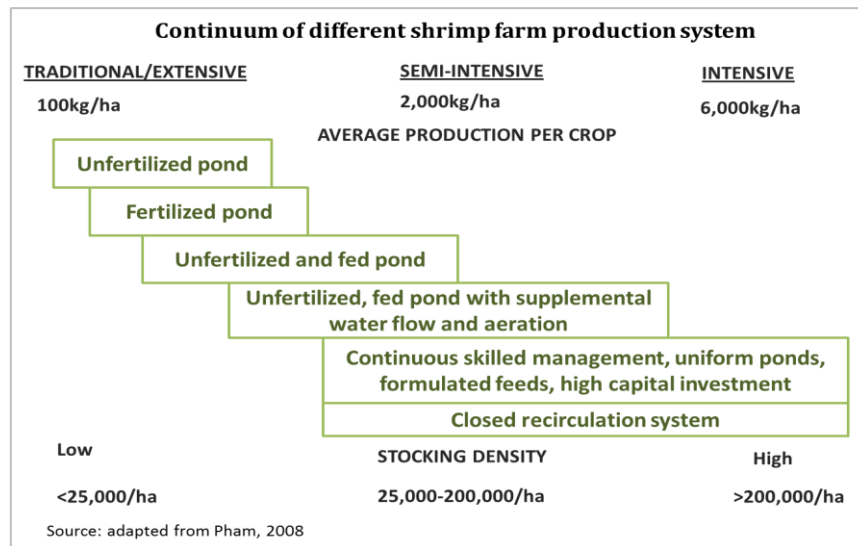 Continuum of different shrimp farm production system
TRADITIONAL/EXTENSIVE SEMI-INTENSIVE INTENSIVE
100kg/ha 2,000kg/ha 6,000kg/ha
AVERAGE PRODUCTION PER CROP
Unfertilized pond
Fertilized pond
Unfertilized and fed pond
Unfertilized, fed pond with supplemental
water flow and aeration
Continuous skilled management, uniform ponds,
formulated feeds, high capital investment
Closed recirculation system
Low STOCKING DENSITY High
<25,000/ha 25,000-200,000/ha >200,000/ha
Source: adapted from Pham, 2008